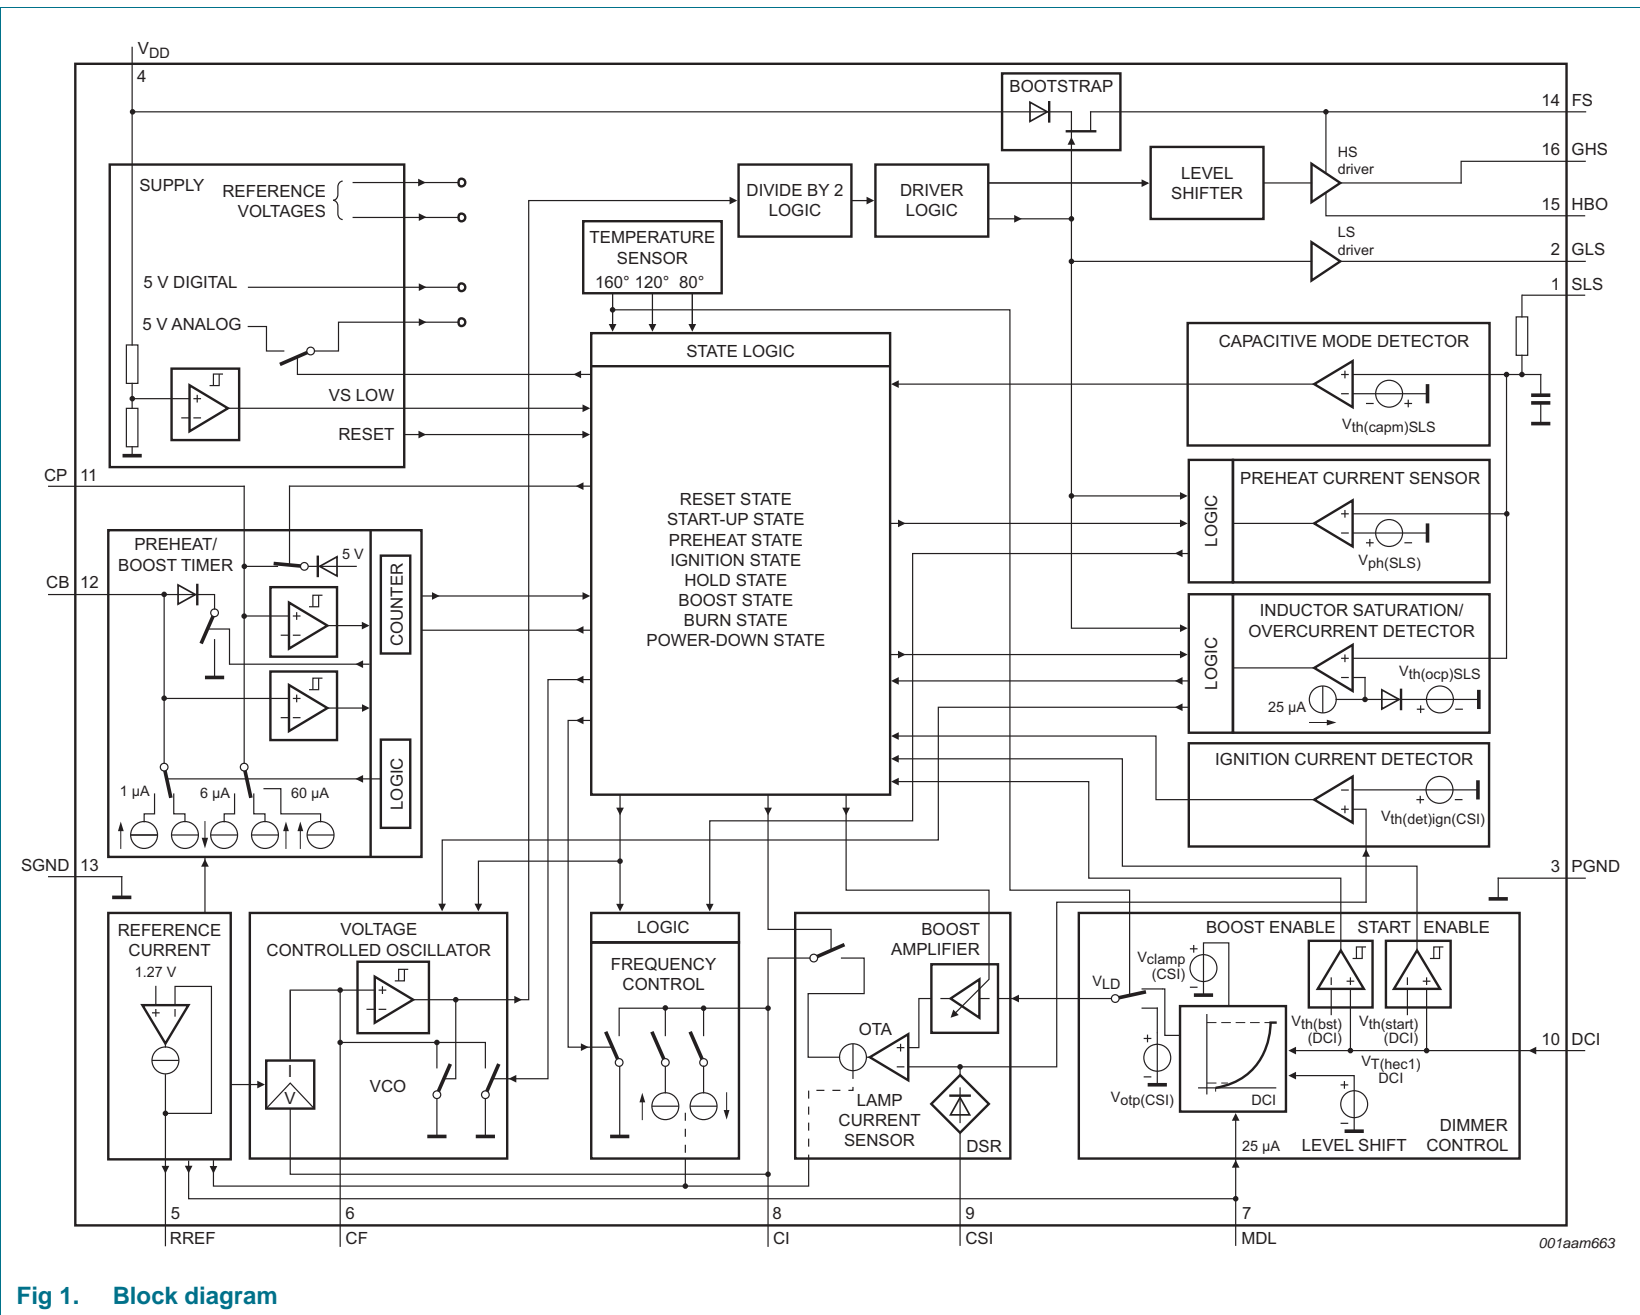 VDD
4
BOOTSTRAP
14 FS
SUPPLY
REFERENCE
VOLTAGES
DIVIDE BY 2
LOGIC
DRIVER
LOGIC
LEVEL
SHIFTER
HS
driver
16 GHS
15 HBO
TEMPERATURE
SENSOR
160° 120° 80°
LS
driver
2 GLS
1 SLS
5 V DIGITAL
5 V ANALOG
STATE LOGIC
CAPACITIVE MODE DETECTOR
+
−
− +
Vth(capm)SLS
+
−
VS LOW
RESET
CP 11
RESET STATE
START-UP STATE
PREHEAT STATE
IGNITION STATE
HOLD STATE
BOOST STATE
BURN STATE
POWER-DOWN STATE
LOGIC
PREHEAT CURRENT SENSOR
+
−
+ −
Vph(SLS)
PREHEAT/
BOOST TIMER
5 V
CB 12
+
−
COUNTER
+
−
LOGIC
INDUCTOR SATURATION/
OVERCURRENT DETECTOR
+
−
Vth(ocp)SLS
25 μA
+ −
1 μA
6 μA
60 μA
LOGIC
IGNITION CURRENT DETECTOR
−
+
+ −
Vth(det)ign(CSI)
SGND 13
3 PGND
REFERENCE
CURRENT
1.27 V
+ −
VOLTAGE
CONTROLLED OSCILLATOR
+
−
I
V
VCO
LOGIC
FREQUENCY
CONTROL
BOOST
AMPLIFIER
OTA
+
−
LAMP
CURRENT
SENSOR
DSR
BOOST ENABLE
START ENABLE
Vclamp
(CSI)
+
−
VLD
+ −
+ −
Vth(bst)
(DCI)
Vth(start)
(DCI)
10 DCI
VT(hec1)
DCI
+
−
Votp(CSI)
DCI
+
−
25 μA
LEVEL SHIFT
DIMMER
CONTROL
5
RREF
6
CF
8
CI
9
CSI
7
MDL
001aam663
Fig 1. Block diagram